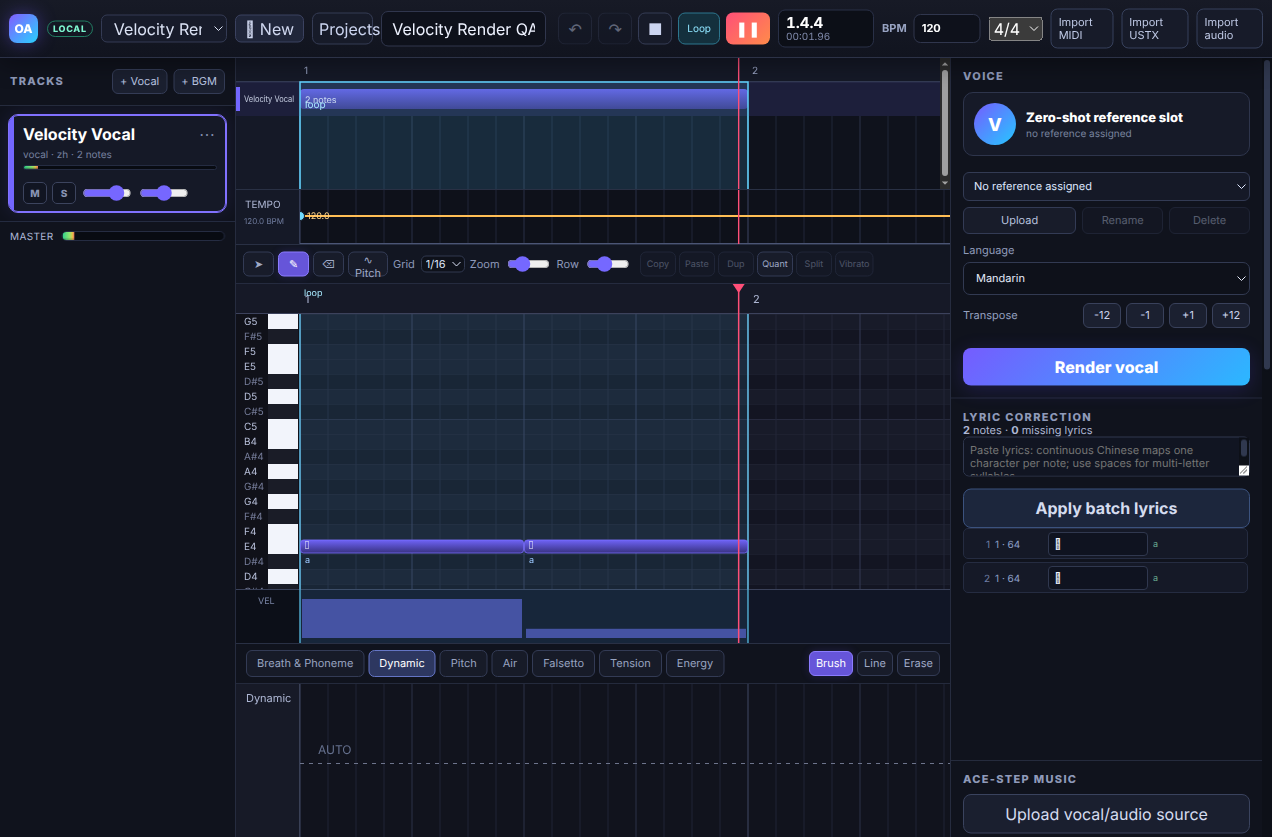 OA LOCAL Velocity Rer New Projects Velocity Render QA Loop 1.4.4 BPM 120 4/4 Import MIDI Import USTX Import audio
00:01.96
TRACKS + Vocal + BGM
Velocity Vocal ...
vocal · zh · 2 notes
M S
MASTER
1 2
Velocity Vocal 2 notes
loop
TEMPO
120.0 BPM 120.0
Pitch Grid 1/16 Zoom Row Copy Paste Dup Quant Split Vibrato
loop
1 2
G5
F#5
F5
E5
D#5
D5
C#5
C5
B4
A#4
A4
G#4
G4
F#4
F4
E4
D#4
a a
D4
VEL
Breath & Phoneme Dynamic Pitch Air Falsetto Tension Energy Brush Line Erase
Dynamic
AUTO
VOICE
V Zero-shot reference slot
no reference assigned
No reference assigned
Upload Rename Delete
Language
Mandarin
Transpose -12 -1 +1 +12
Render vocal
LYRIC CORRECTION
2 notes · 0 missing lyrics
Paste lyrics: continuous Chinese maps one
character per note; use spaces for multi-letter
syllables
Apply batch lyrics
1 1 · 64 a
2 1 · 64 a
ACE-STEP MUSIC
Upload vocal/audio source